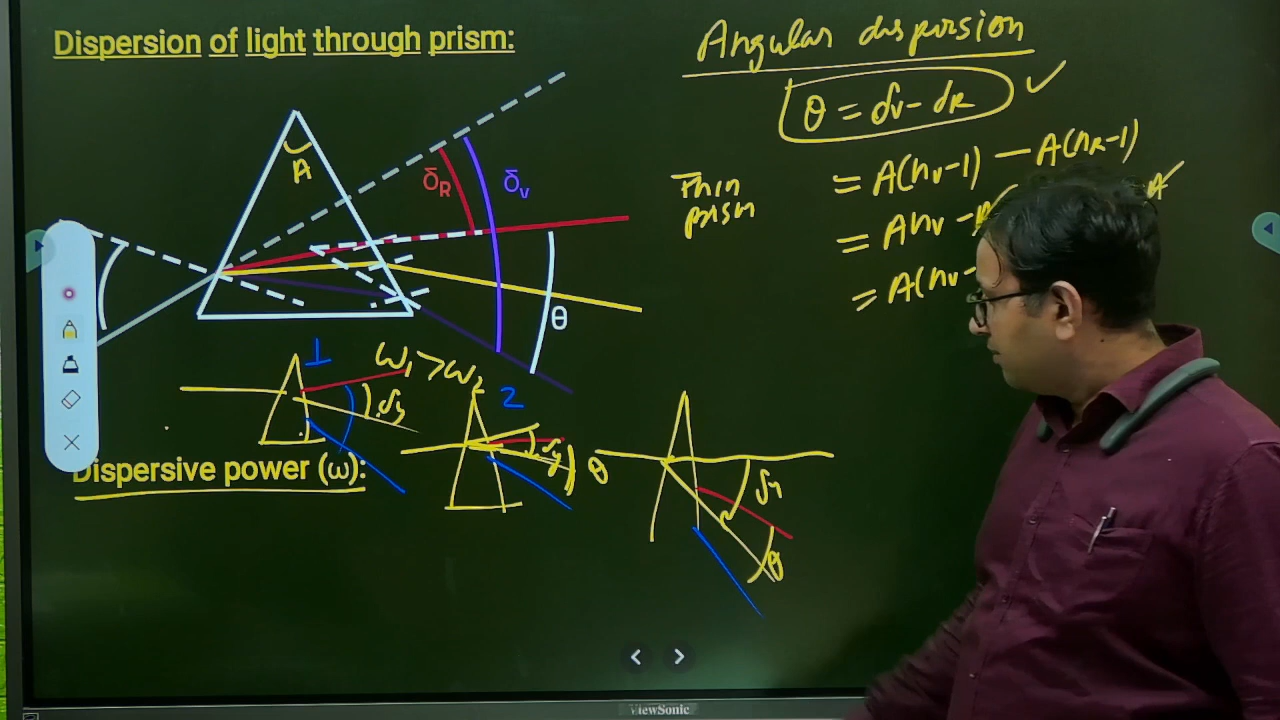 Dispersion of light through prism:
Angular dispersion
θ = δv - δR ✓
Thin prism
= A(nv-1) - A(nR-1)
= Anv -
= A(nv-
A
δR
δv
θ
1
ω1 > ω2
2
δy
δy
θ
δy
θ
Dispersive power (ω):
ViewSonic